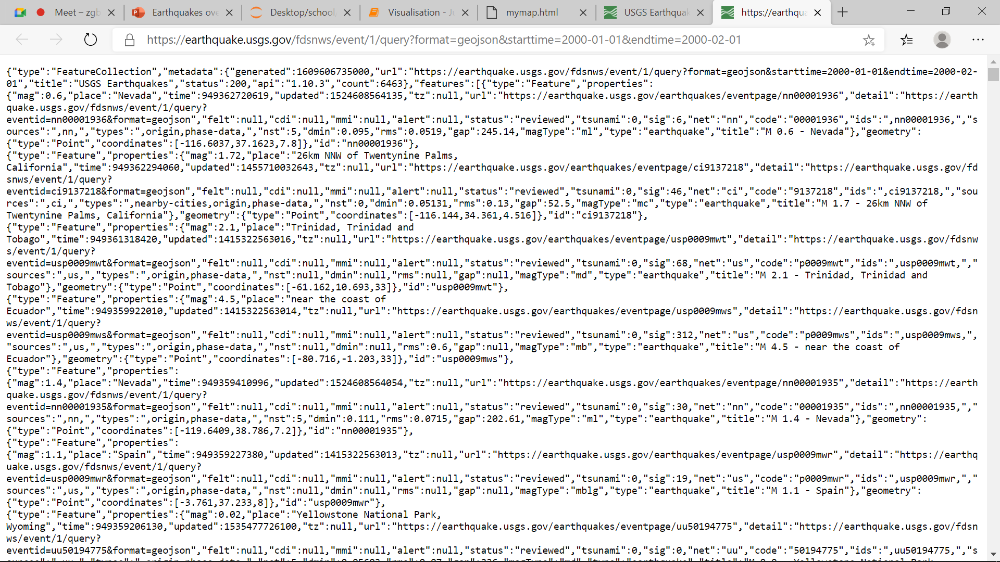 Meet – zgb
Earthquakes ove
Desktop/school/
Visualisation - Ju
mymap.html
USGS Earthquak
https://earthqua
https://earthquake.usgs.gov/fdsnws/event/1/query?format=geojson&starttime=2000-01-01&endtime=2000-02-01
{"type":"FeatureCollection","metadata":{"generated":1609606735000,"url":"https://earthquake.usgs.gov/fdsnws/event/1/query?format=geojson&starttime=2000-01-01&endtime=2000-02-
01","title":"USGS Earthquakes","status":200,"api":"1.10.3","count":6463},"features":[{"type":"Feature","properties":
{"mag":0.6,"place":"Nevada","time":949362720619,"updated":1524608564135,"tz":null,"url":"https://earthquake.usgs.gov/earthquakes/eventpage/nn00001936","detail":"https://earth
quake.usgs.gov/fdsnws/event/1/query?
eventid=nn00001936&format=geojson","felt":null,"cdi":null,"mmi":null,"alert":null,"status":"reviewed","tsunami":0,"sig":6,"net":"nn","code":"00001936","ids":",nn00001936,","s
ources":",nn,","types":",origin,phase-data,","nst":5,"dmin":0.095,"rms":0.0519,"gap":245.14,"magType":"ml","type":"earthquake","title":"M 0.6 - Nevada"},"geometry":
{"type":"Point","coordinates":[-116.6037,37.1623,7.8]},"id":"nn00001936"},
{"type":"Feature","properties":{"mag":1.72,"place":"26km NNW of Twentynine Palms,
California","time":949362294060,"updated":1455710032643,"tz":null,"url":"https://earthquake.usgs.gov/earthquakes/eventpage/ci9137218","detail":"https://earthquake.usgs.gov/fd
snws/event/1/query?
eventid=ci9137218&format=geojson","felt":null,"cdi":null,"mmi":null,"alert":null,"status":"reviewed","tsunami":0,"sig":46,"net":"ci","code":"9137218","ids":",ci9137218,","sou
rces":",ci,","types":",nearby-cities,origin,phase-data,","nst":0,"dmin":0.05131,"rms":0.13,"gap":52.5,"magType":"mc","type":"earthquake","title":"M 1.7 - 26km NNW of
Twentynine Palms, California"},"geometry":{"type":"Point","coordinates":[-116.144,34.361,4.516]},"id":"ci9137218"},
{"type":"Feature","properties":{"mag":2.1,"place":"Trinidad, Trinidad and
Tobago","time":949361318420,"updated":1415322563016,"tz":null,"url":"https://earthquake.usgs.gov/earthquakes/eventpage/usp0009mwt","detail":"https://earthquake.usgs.gov/fdsnw
s/event/1/query?
eventid=usp0009mwt&format=geojson","felt":null,"cdi":null,"mmi":null,"alert":null,"status":"reviewed","tsunami":0,"sig":68,"net":"us","code":"p0009mwt","ids":",usp0009mwt,","
sources":",us,","types":",origin,phase-data,","nst":null,"dmin":null,"rms":null,"gap":null,"magType":"md","type":"earthquake","title":"M 2.1 - Trinidad, Trinidad and
Tobago"},"geometry":{"type":"Point","coordinates":[-61.162,10.693,33]},"id":"usp0009mwt"},
{"type":"Feature","properties":{"mag":4.5,"place":"near the coast of
Ecuador","time":949359922010,"updated":1415322563014,"tz":null,"url":"https://earthquake.usgs.gov/earthquakes/eventpage/usp0009mws","detail":"https://earthquake.usgs.gov/fdsn
ws/event/1/query?
eventid=usp0009mws&format=geojson","felt":null,"cdi":null,"mmi":null,"alert":null,"status":"reviewed","tsunami":0,"sig":312,"net":"us","code":"p0009mws","ids":",usp0009mws,",
"sources":",us,","types":",origin,phase-data,","nst":null,"dmin":null,"rms":0.6,"gap":null,"magType":"mb","type":"earthquake","title":"M 4.5 - near the coast of
Ecuador"},"geometry":{"type":"Point","coordinates":[-80.716,-1.203,33]},"id":"usp0009mws"},
{"type":"Feature","properties":
{"mag":1.4,"place":"Nevada","time":949359410996,"updated":1524608564054,"tz":null,"url":"https://earthquake.usgs.gov/earthquakes/eventpage/nn00001935","detail":"https://earth
quake.usgs.gov/fdsnws/event/1/query?
eventid=nn00001935&format=geojson","felt":null,"cdi":null,"mmi":null,"alert":null,"status":"reviewed","tsunami":0,"sig":30,"net":"nn","code":"00001935","ids":",nn00001935,","
sources":",nn,","types":",origin,phase-data,","nst":5,"dmin":0.111,"rms":0.0715,"gap":202.61,"magType":"ml","type":"earthquake","title":"M 1.4 - Nevada"},"geometry":
{"type":"Point","coordinates":[-119.6409,38.786,7.2]},"id":"nn00001935"},
{"type":"Feature","properties":
{"mag":1.1,"place":"Spain","time":949359227380,"updated":1415322563013,"tz":null,"url":"https://earthquake.usgs.gov/earthquakes/eventpage/usp0009mwr","detail":"https://earthq
uake.usgs.gov/fdsnws/event/1/query?
eventid=usp0009mwr&format=geojson","felt":null,"cdi":null,"mmi":null,"alert":null,"status":"reviewed","tsunami":0,"sig":19,"net":"us","code":"p0009mwr","ids":",usp0009mwr,","
sources":",us,","types":",origin,phase-data,","nst":null,"dmin":null,"rms":null,"gap":null,"magType":"mblg","type":"earthquake","title":"M 1.1 - Spain"},"geometry":
{"type":"Point","coordinates":[-3.761,37.233,8]},"id":"usp0009mwr"},
{"type":"Feature","properties":{"mag":0.02,"place":"Yellowstone National Park,
Wyoming","time":949359206130,"updated":1535477726100,"tz":null,"url":"https://earthquake.usgs.gov/earthquakes/eventpage/uu50194775","detail":"https://earthquake.usgs.gov/fdsn
ws/event/1/query?
eventid=uu50194775&format=geojson","felt":null,"cdi":null,"mmi":null,"alert":null,"status":"reviewed","tsunami":0,"sig":0,"net":"uu","code":"50194775","ids":",uu50194775,","s